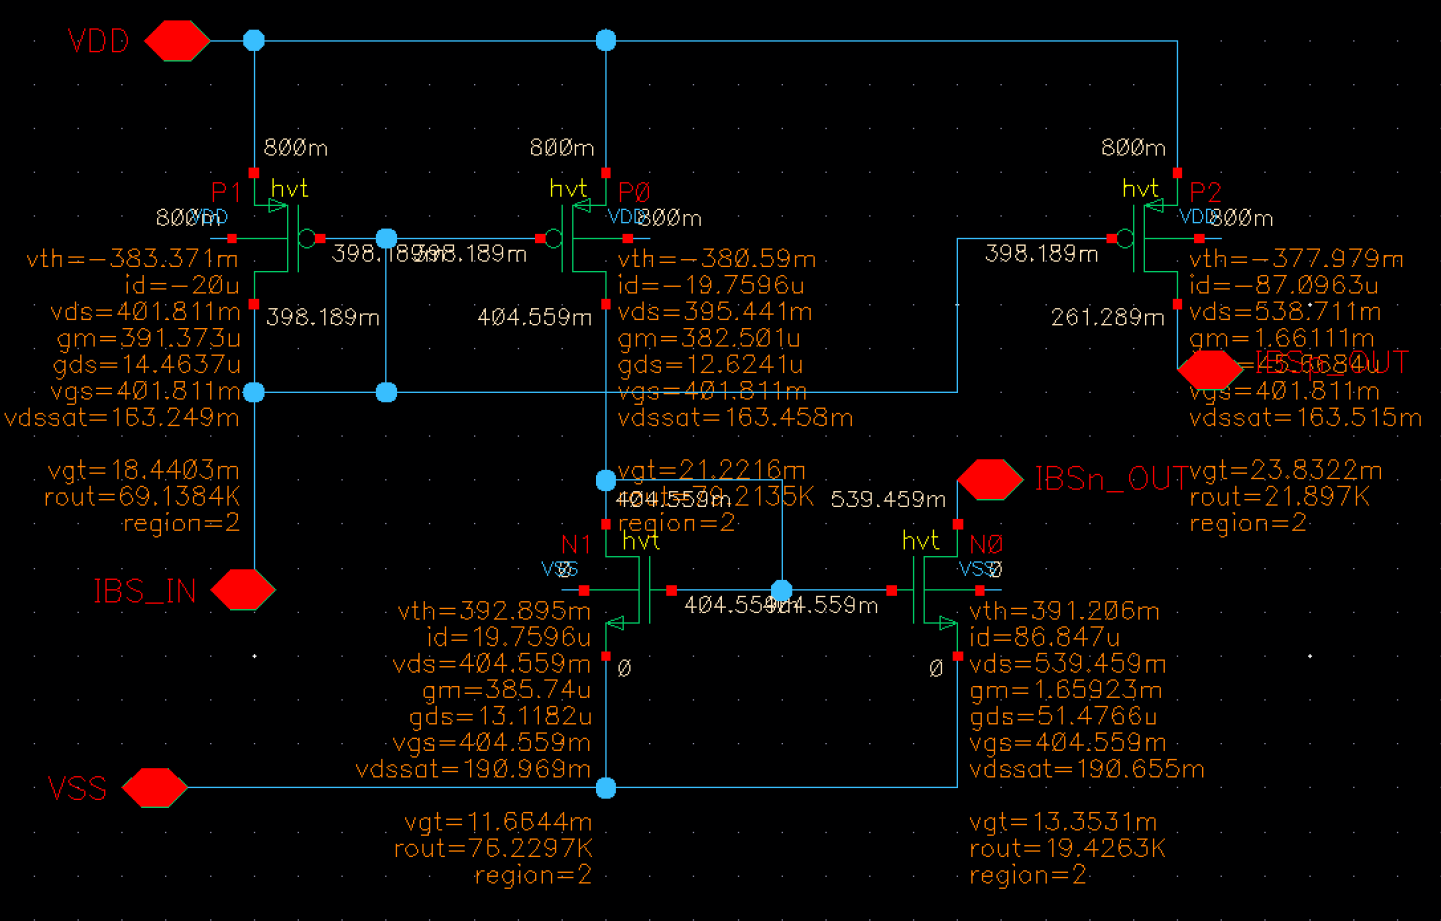 VDD
800m
800m
800m
P1
hvt
hvt
P0
hvt
P2
800m
VDD
VDD
800m
VDD
800m
398.189m
398.189m
398.189m
vth=-383.371m
id=-20u
vds=401.811m
gm=391.373u
gds=14.4637u
vgs=401.811m
vdssat=163.249m
vgt=18.4403m
rout=69.1384K
region=2
398.189m
404.559m
261.289m
vth=-380.59m
id=-19.7596u
vds=395.441m
gm=382.501u
gds=12.6241u
vgs=401.811m
vdssat=163.458m
vgt=21.2216m
region=2
vth=-377.979m
id=-87.0963u
vds=538.711m
gm=1.66111m
IBSp_OUT
vgs=401.811m
vdssat=163.515m
vgt=23.8322m
rout=21.897K
region=2
404.559m
539.459m
IBSn_OUT
N1
hvt
hvt
N0
VSS
0
VSS
0
IBS_IN
404.559m
404.559m
vth=392.895m
id=19.7596u
vds=404.559m
gm=385.74u
gds=13.1182u
vgs=404.559m
vdssat=190.969m
vgt=11.6644m
rout=76.2297K
region=2
0
0
vth=391.206m
id=86.847u
vds=539.459m
gm=1.65923m
gds=51.4766u
vgs=404.559m
vdssat=190.655m
vgt=13.3531m
rout=19.4263K
region=2
VSS